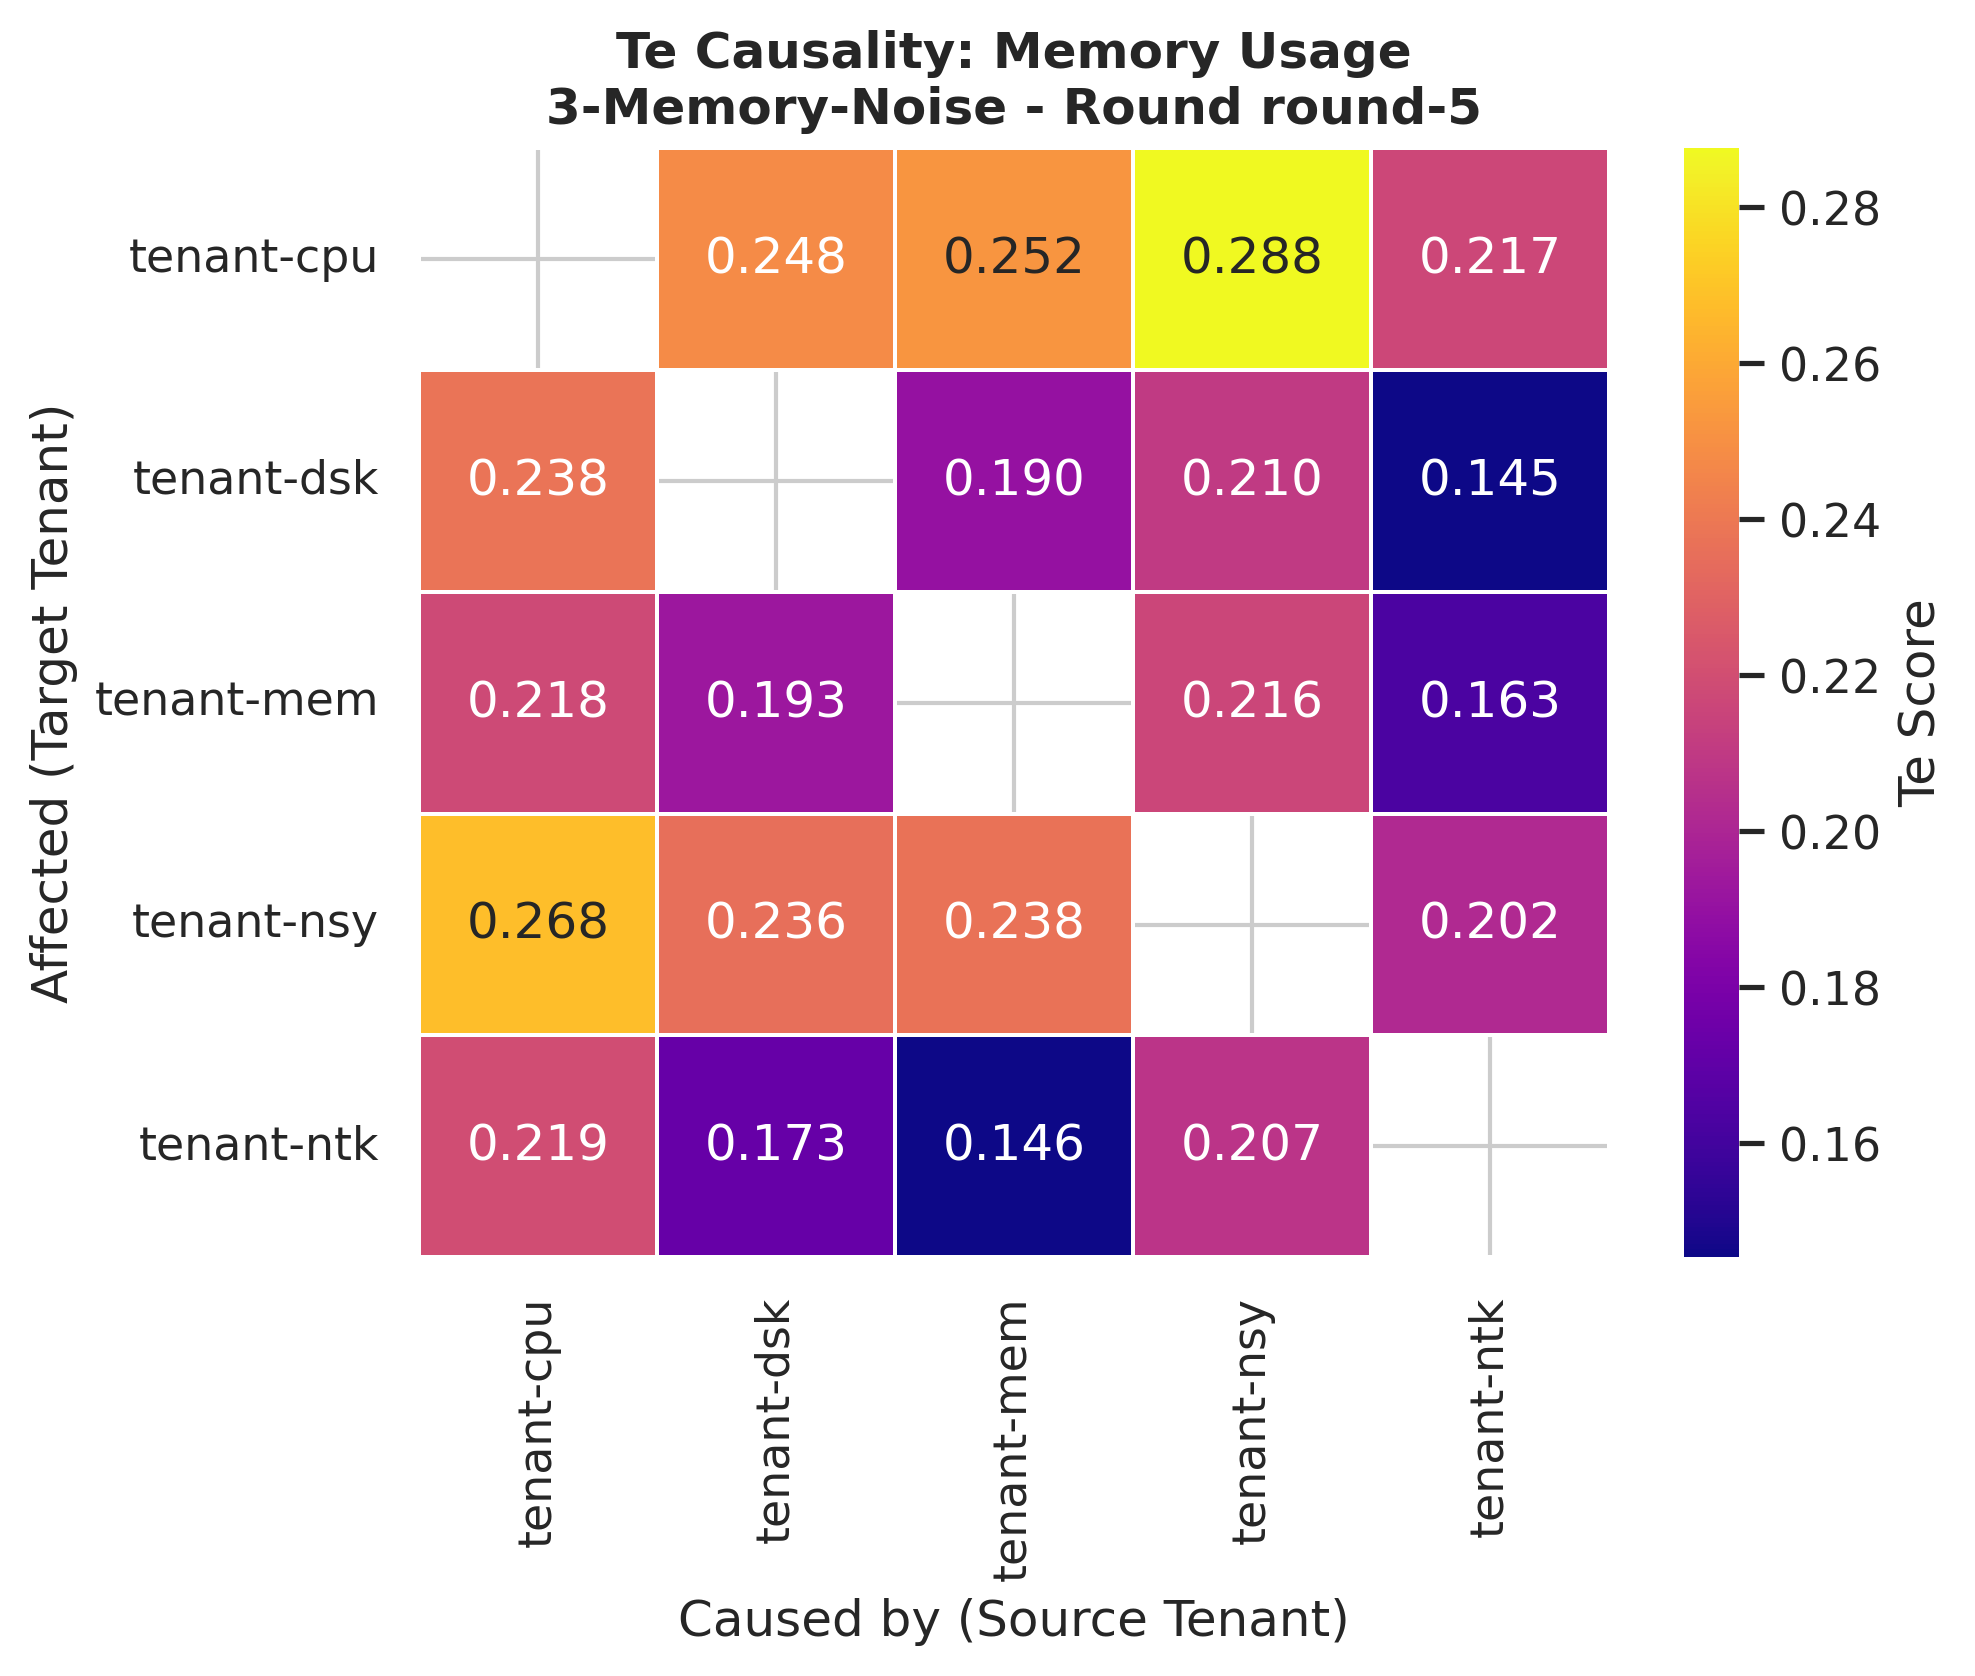 Te Causality: Memory Usage
3-Memory-Noise - Round round-5
tenant-cpu
0.248
0.252
0.288
0.217
tenant-dsk
0.238
0.190
0.210
0.145
tenant-mem
0.218
0.193
0.216
0.163
tenant-nsy
0.268
0.236
0.238
0.202
tenant-ntk
0.219
0.173
0.146
0.207
Affected (Target Tenant)
tenant-cpu
tenant-dsk
tenant-mem
tenant-nsy
tenant-ntk
Caused by (Source Tenant)
0.28
0.26
0.24
0.22
0.20
0.18
0.16
Te Score